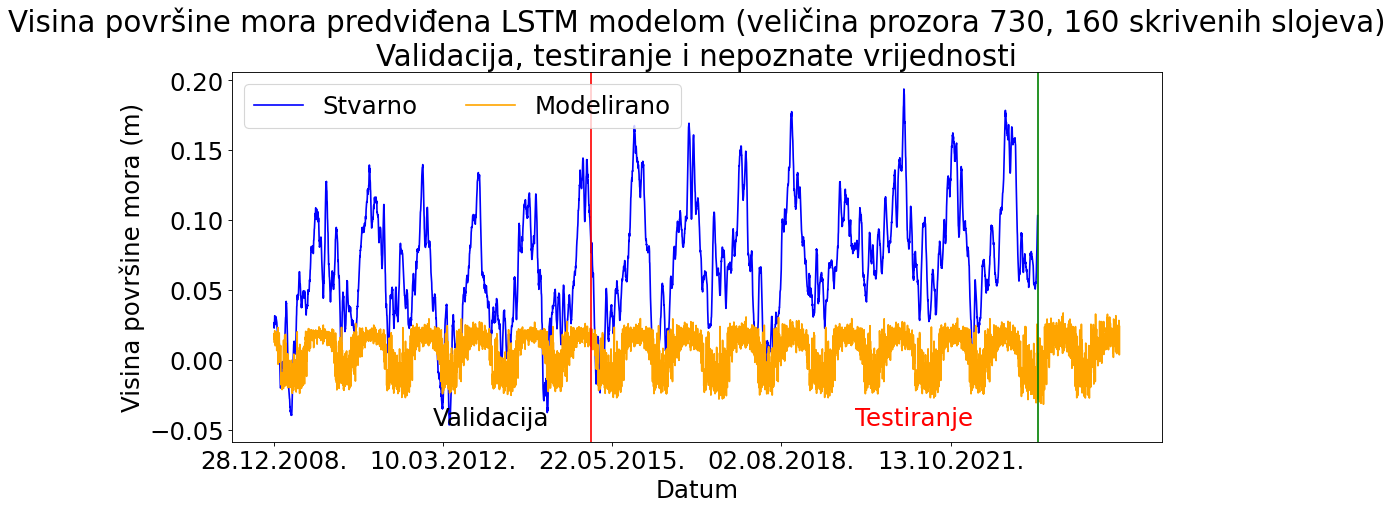 Visina površine mora predviđena LSTM modelom (veličina prozora 730, 160 skrivenih slojeva)
Validacija, testiranje i nepoznate vrijednosti
Stvarno
Modelirano
Visina površine mora (m)
0.20
0.15
0.10
0.05
0.00
−0.05
Validacija
Testiranje
28.12.2008.
10.03.2012.
22.05.2015.
02.08.2018.
13.10.2021.
Datum